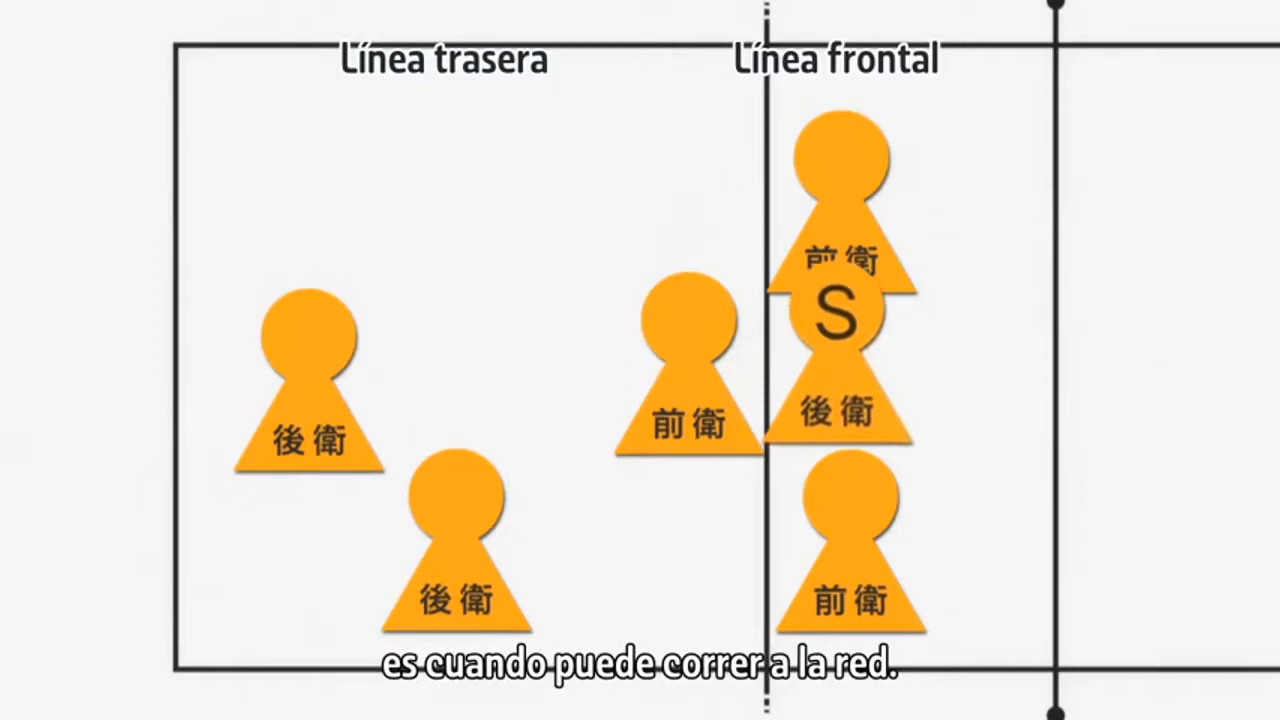 Línea trasera
Línea frontal
前衛
S
後衛
前衛
後衛
後衛
前衛
es cuando puede correr a la red.